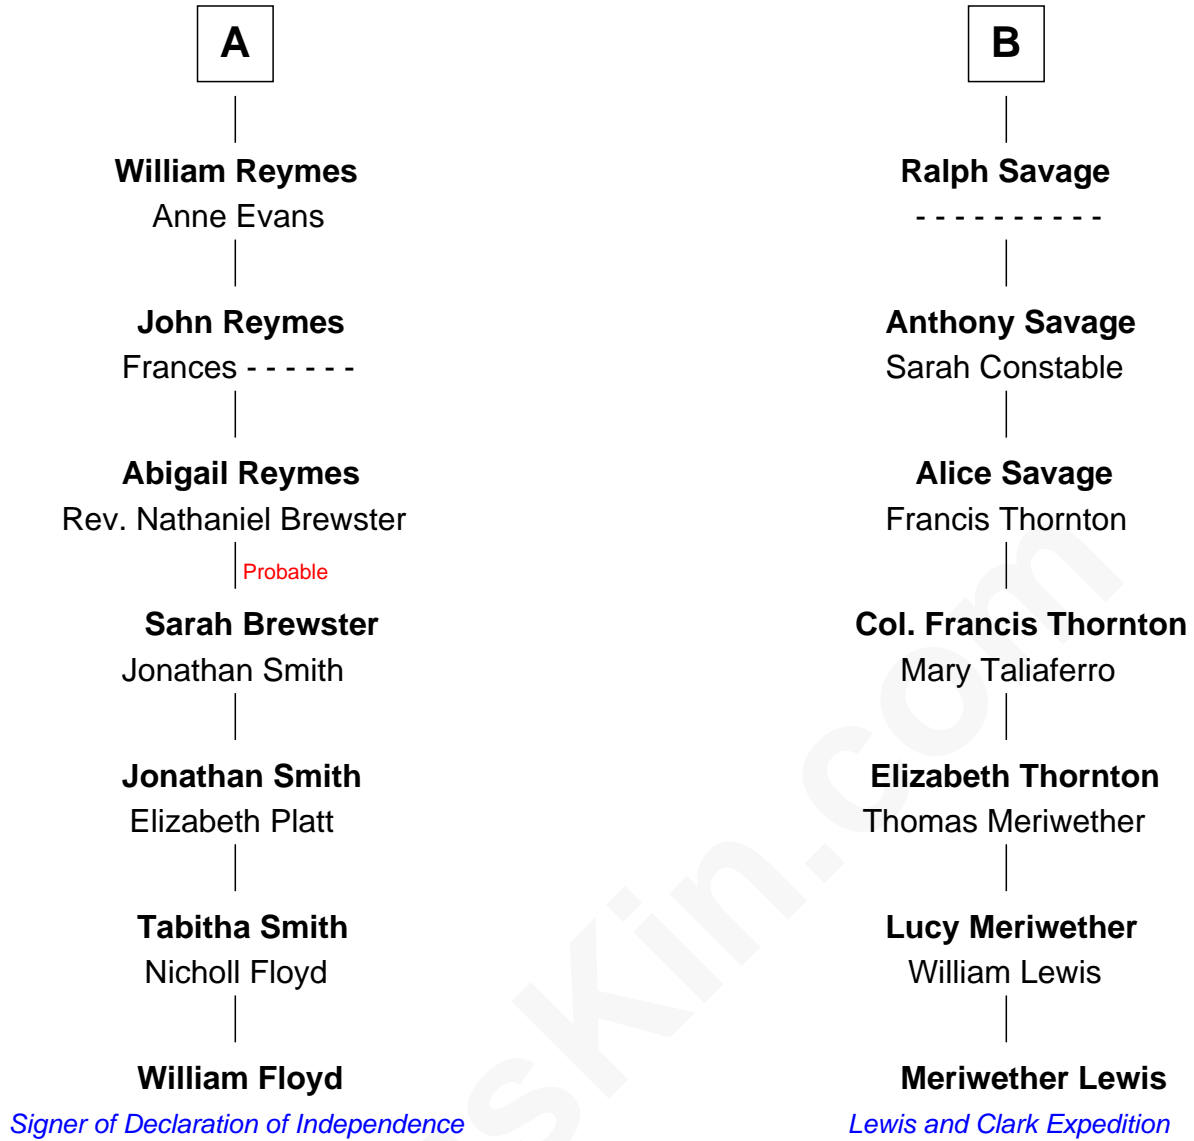 A
William Reymes
Anne Evans
John Reymes
Frances - - - - - -
Abigail Reymes
Rev. Nathaniel Brewster
Probable
Sarah Brewster
Jonathan Smith
Jonathan Smith
Elizabeth Platt
Tabitha Smith
Nicholl Floyd
William Floyd
Signer of Declaration of Independence
B
Ralph Savage
- - - - - - - - - -
Anthony Savage
Sarah Constable
Alice Savage
Francis Thornton
Col. Francis Thornton
Mary Taliaferro
Elizabeth Thornton
Thomas Meriwether
Lucy Meriwether
William Lewis
Meriwether Lewis
Lewis and Clark Expedition
sKin.com